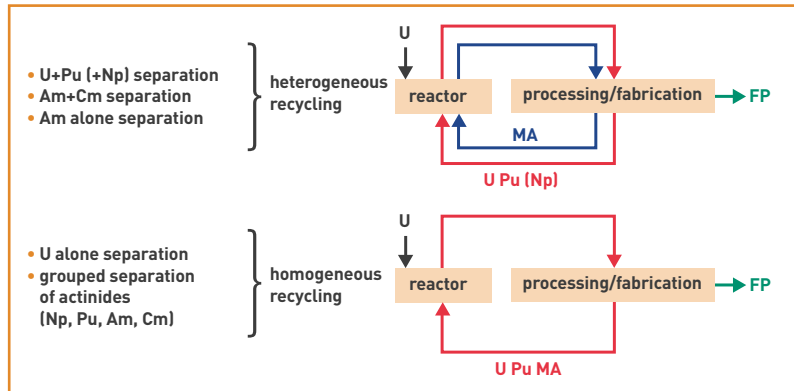 • U+Pu (+Np) separation
• Am+Cm separation
• Am alone separation
heterogeneous
recycling
U
reactor
processing/fabrication
FP
MA
U Pu (Np)
• U alone separation
• grouped separation
of actinides
(Np, Pu, Am, Cm)
homogeneous
recycling
U
reactor
processing/fabrication
FP
U Pu MA